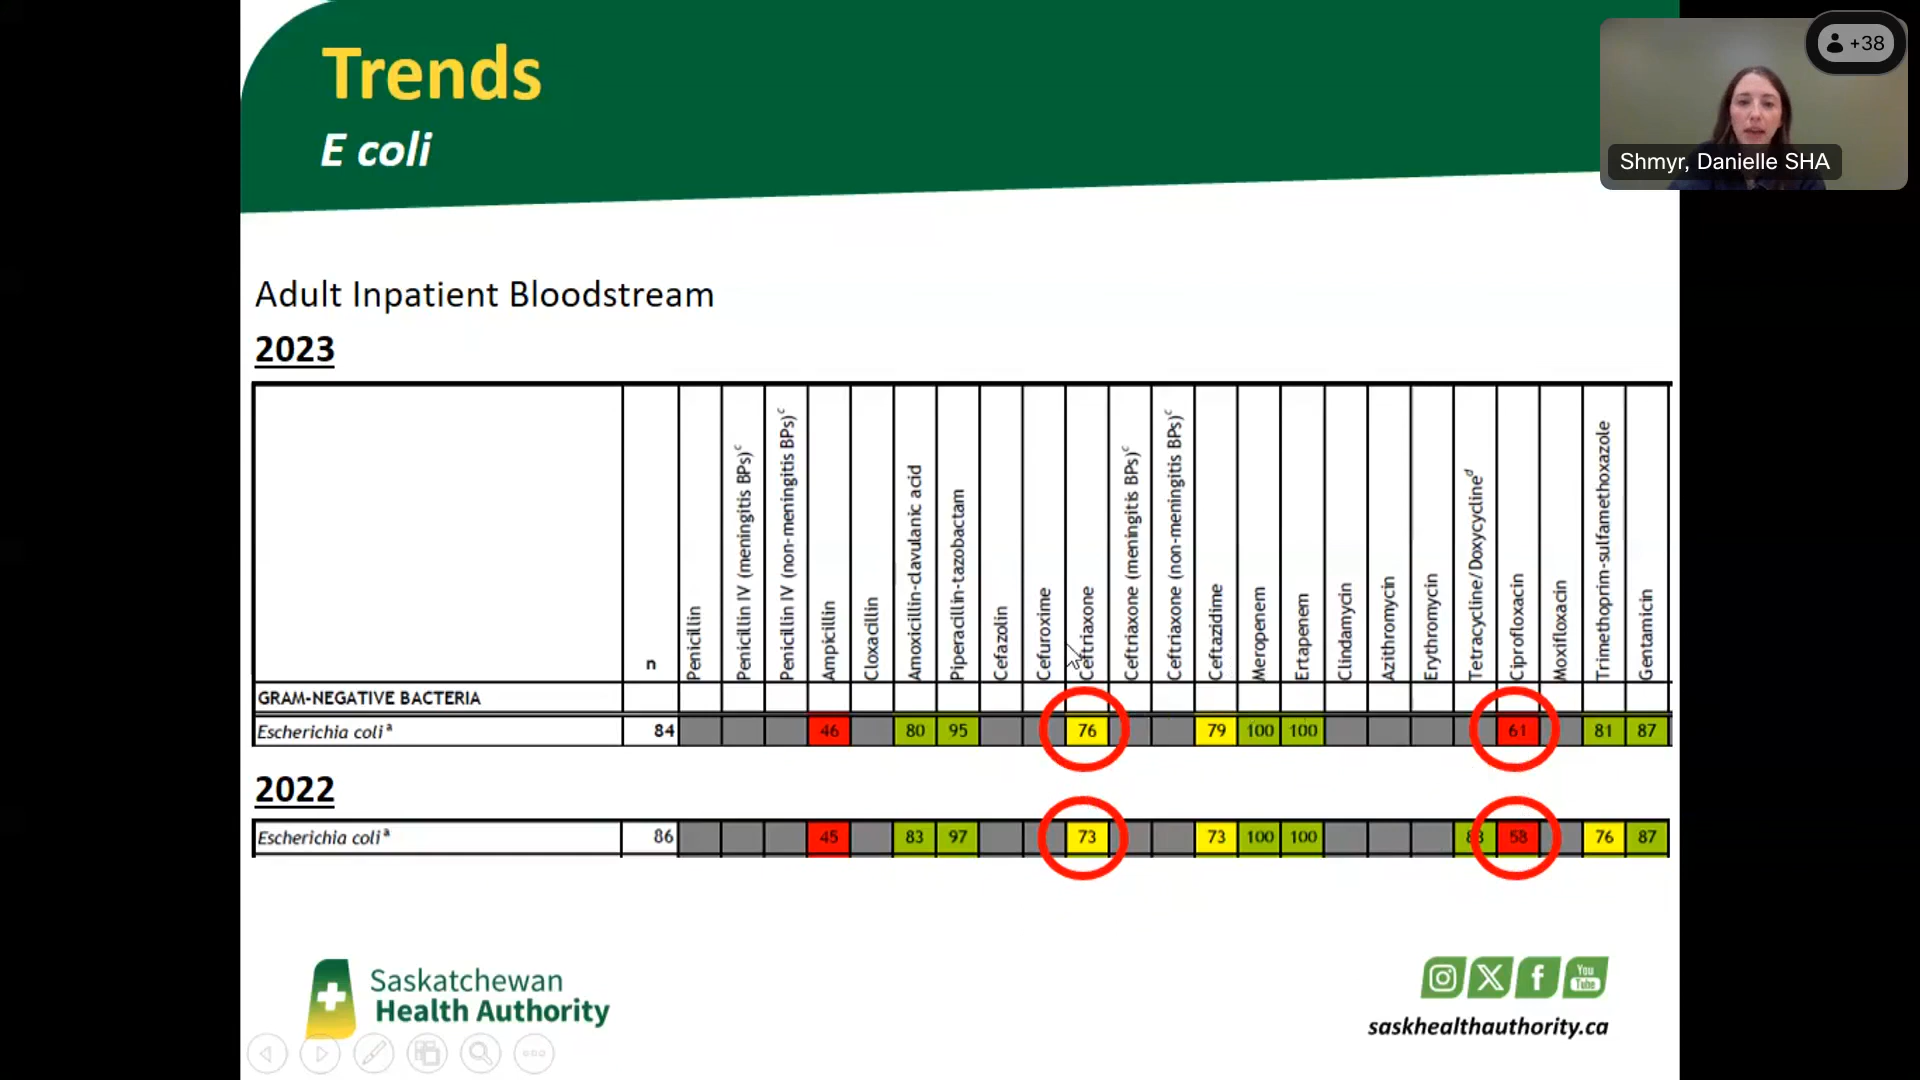 Trends
E coli
+38
Shmyr, Danielle SHA
Adult Inpatient Bloodstream
2023
n
Penicillin
Penicillin IV (meningitis BPs)c
Penicillin IV (non-meningitis BPs)c
Ampicillin
Cloxacillin
Amoxicillin-clavulanic acid
Piperacillin-tazobactam
Cefazolin
Cefuroxime
Ceftriaxone
Ceftriaxone (meningitis BPs)c
Ceftriaxone (non-meningitis BPs)c
Ceftazidime
Meropenem
Ertapenem
Clindamycin
Azithromycin
Erythromycin
Tetracycline/Doxycycline d
Ciprofloxacin
Moxifloxacin
Trimethoprim-sulfamethoxazole
Gentamicin
GRAM-NEGATIVE BACTERIA
Escherichia coli a 84 46 80 95 76 79 100 100 61 81 87
2022
Escherichia coli a 86 45 83 97 73 73 100 100 83 58 76 87
Saskatchewan
Health Authority
You
Tube
saskhealthauthority.ca